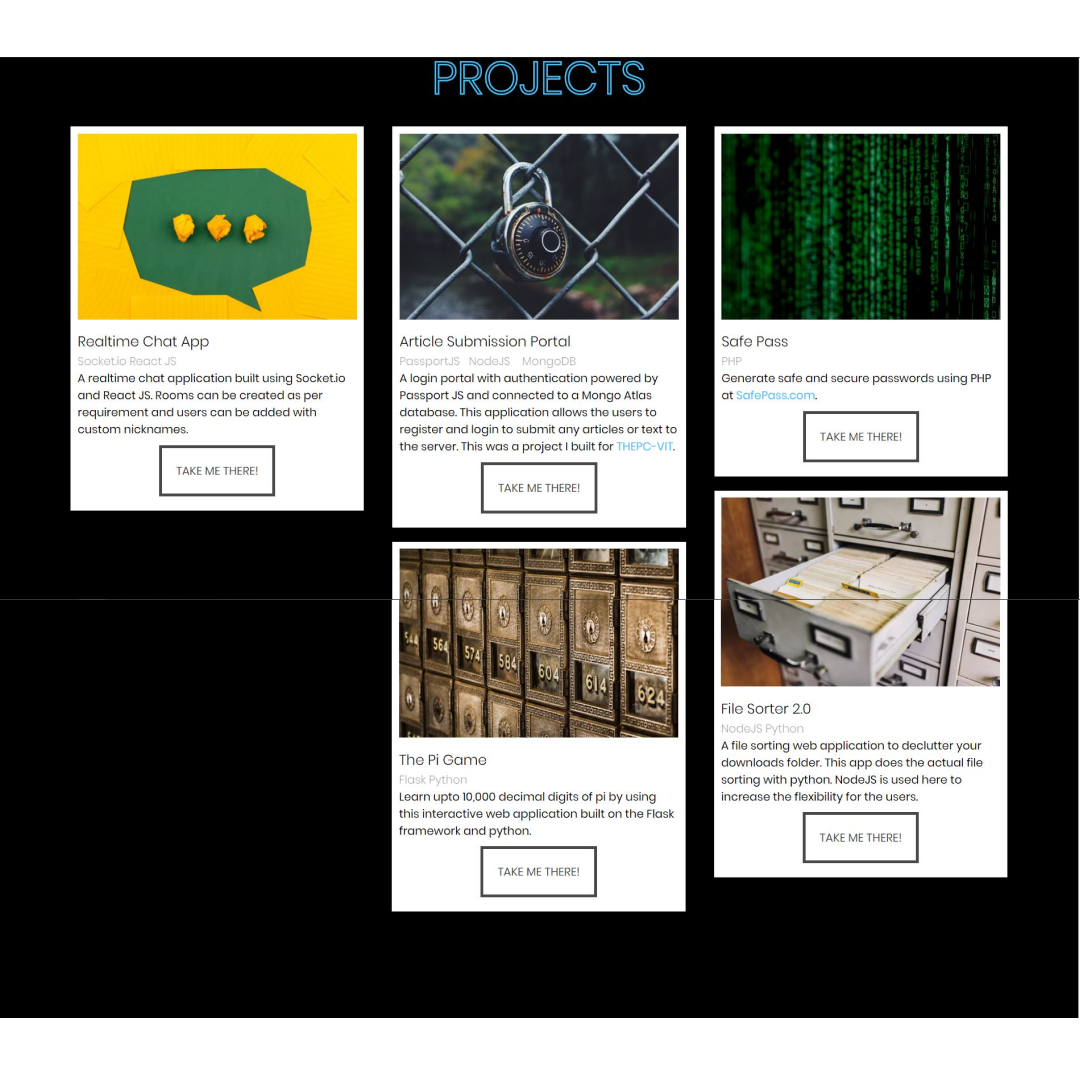 PROJECTS
Realtime Chat App
Socket.io React JS
A realtime chat application built using Socket.io
and React JS. Rooms can be created as per
requirement and users can be added with
custom nicknames.
TAKE ME THERE!
Article Submission Portal
PassportJS NodeJS MongoDB
A login portal with authentication powered by
Passport JS and connected to a Mongo Atlas
database. This application allows the users to
register and login to submit any articles or text to
the server. This was a project I built for THEPC-VIT.
TAKE ME THERE!
Safe Pass
PHP
Generate safe and secure passwords using PHP
at SafePass.com.
TAKE ME THERE!
544 564 574 584 604 614 624
The Pi Game
Flask Python
Learn upto 10,000 decimal digits of pi by using
this interactive web application built on the Flask
framework and python.
TAKE ME THERE!
File Sorter 2.0
NodeJS Python
A file sorting web application to declutter your
downloads folder. This app does the actual file
sorting with python. NodeJS is used here to
increase the flexibility for the users.
TAKE ME THERE!